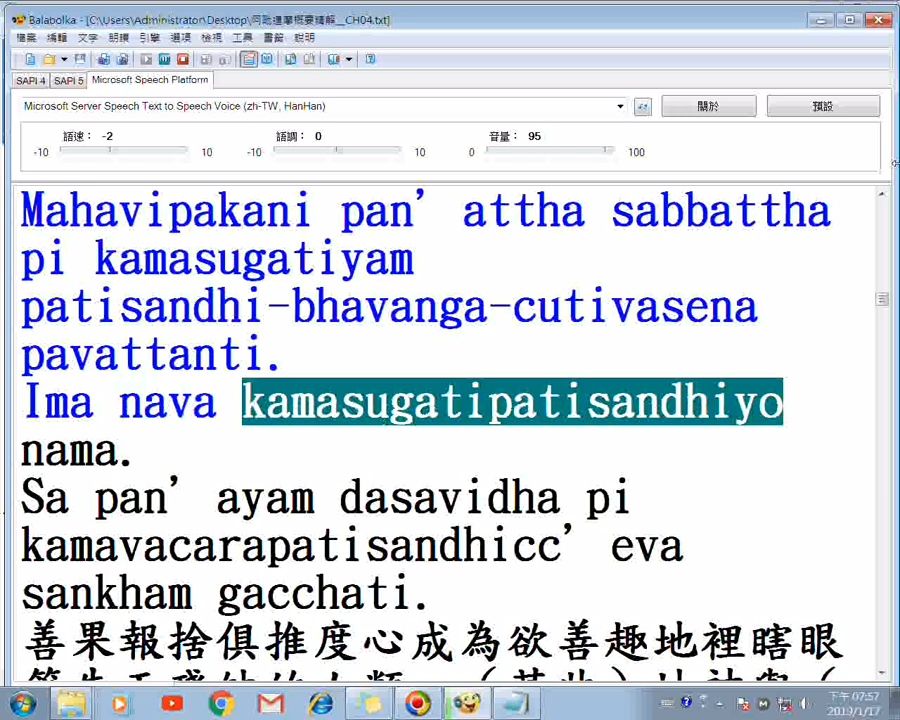 Balabolka - [C:\Users\Administrator\Desktop\阿毗達摩概要精解__CH04.txt]
檔案 編輯 文字 朗讀 引擎 選項 檢視 工具 書籤 說明
SAPI 4 SAPI 5 Microsoft Speech Platform
Microsoft Server Speech Text to Speech Voice (zh-TW, HanHan)
關於 預設
語速： -2 語調： 0 音量： 95
-10 10 -10 10 0 100
Mahavipakani pan’ attha sabbattha
pi kamasugatiyam
patisandhi-bhavanga-cutivasena
pavattanti.
Ima nava kamasugatipatisandhiyo
nama.
Sa pan’ ayam dasavidha pi
kamavacarapatisandhicc’ eva
sankham gacchati.
善果報捨俱推度心成為欲善趣地裡瞎眼
下午 07:57
2019/1/17